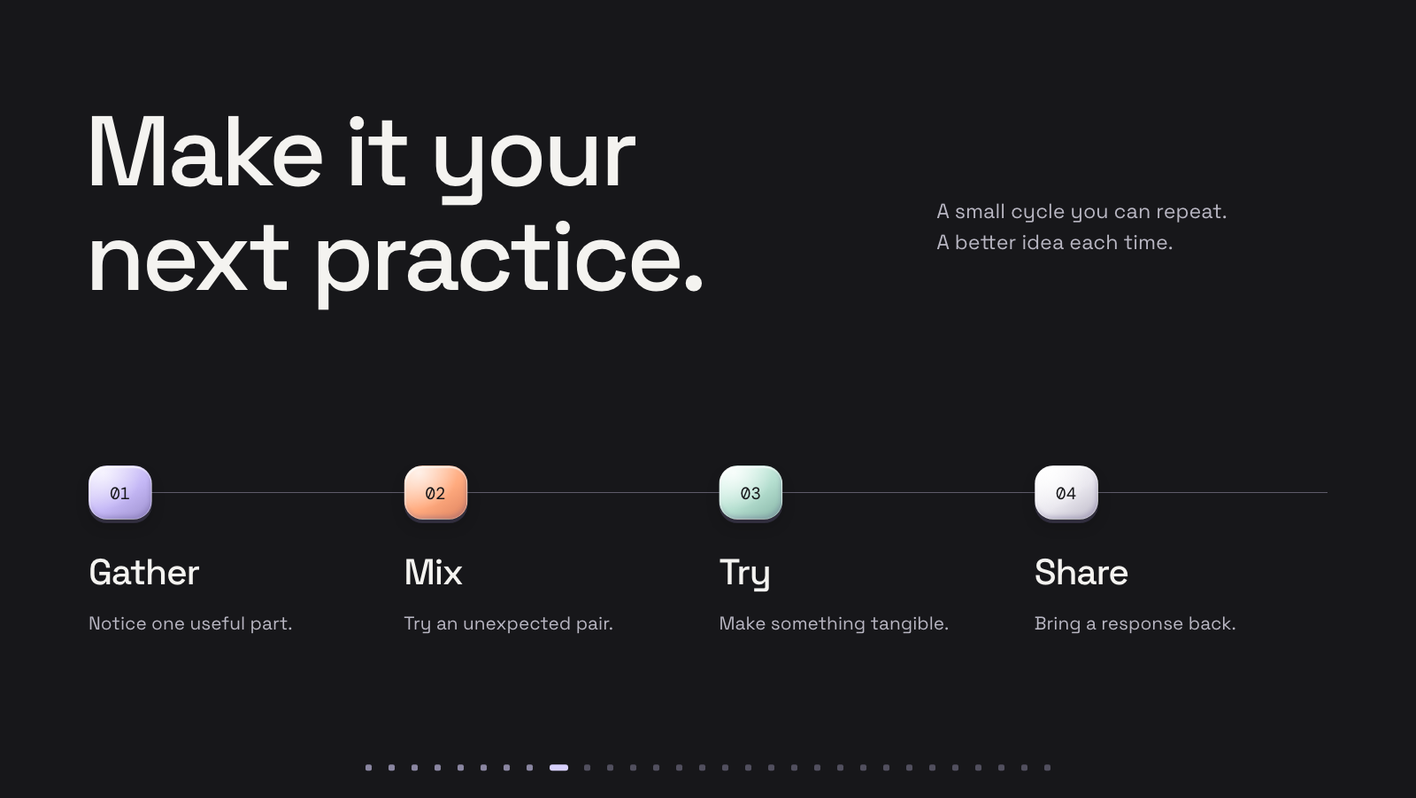 Make it your
next practice.
A small cycle you can repeat.
A better idea each time.
01
02
03
04
Gather
Mix
Try
Share
Notice one useful part.
Try an unexpected pair.
Make something tangible.
Bring a response back.